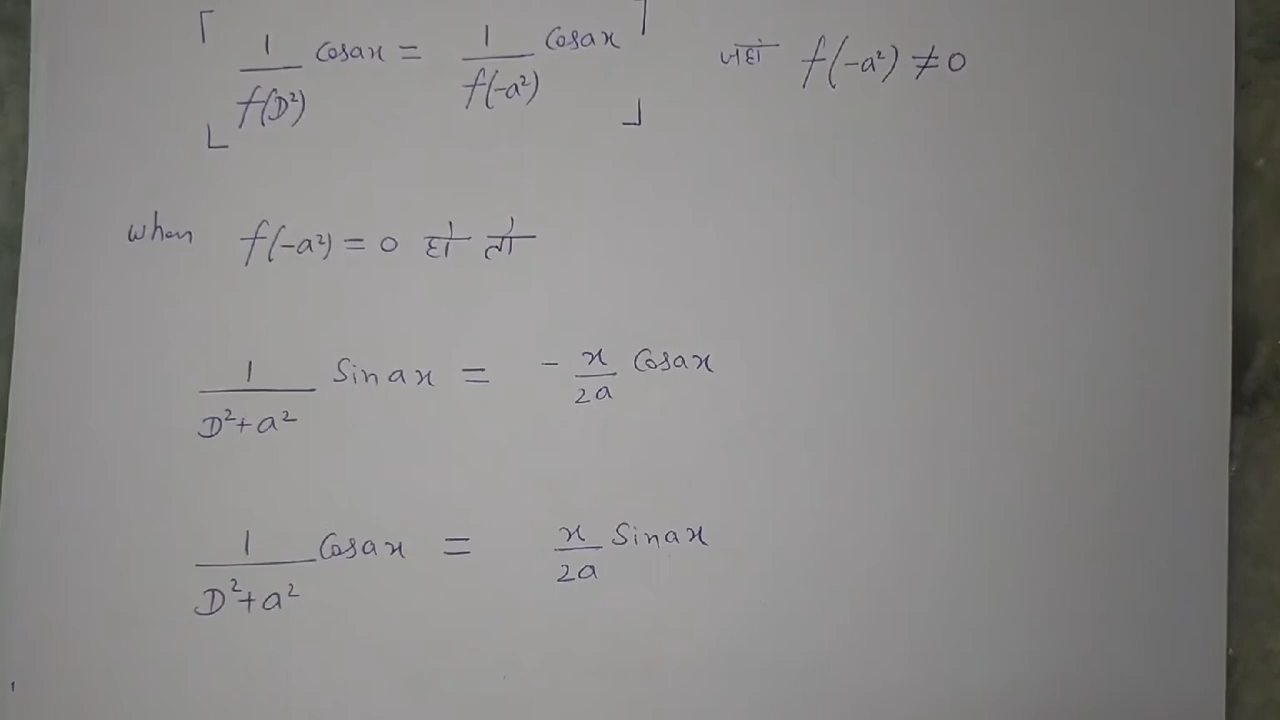 [ 1/f(D²) Cosax = 1/f(-a²) Cosax ] जहाँ f(-a²) ≠ 0
when f(-a²) = 0 हो तो
1/D²+a² Sinax = - x/2a Cosax
1/D²+a² Cosax = x/2a Sinax